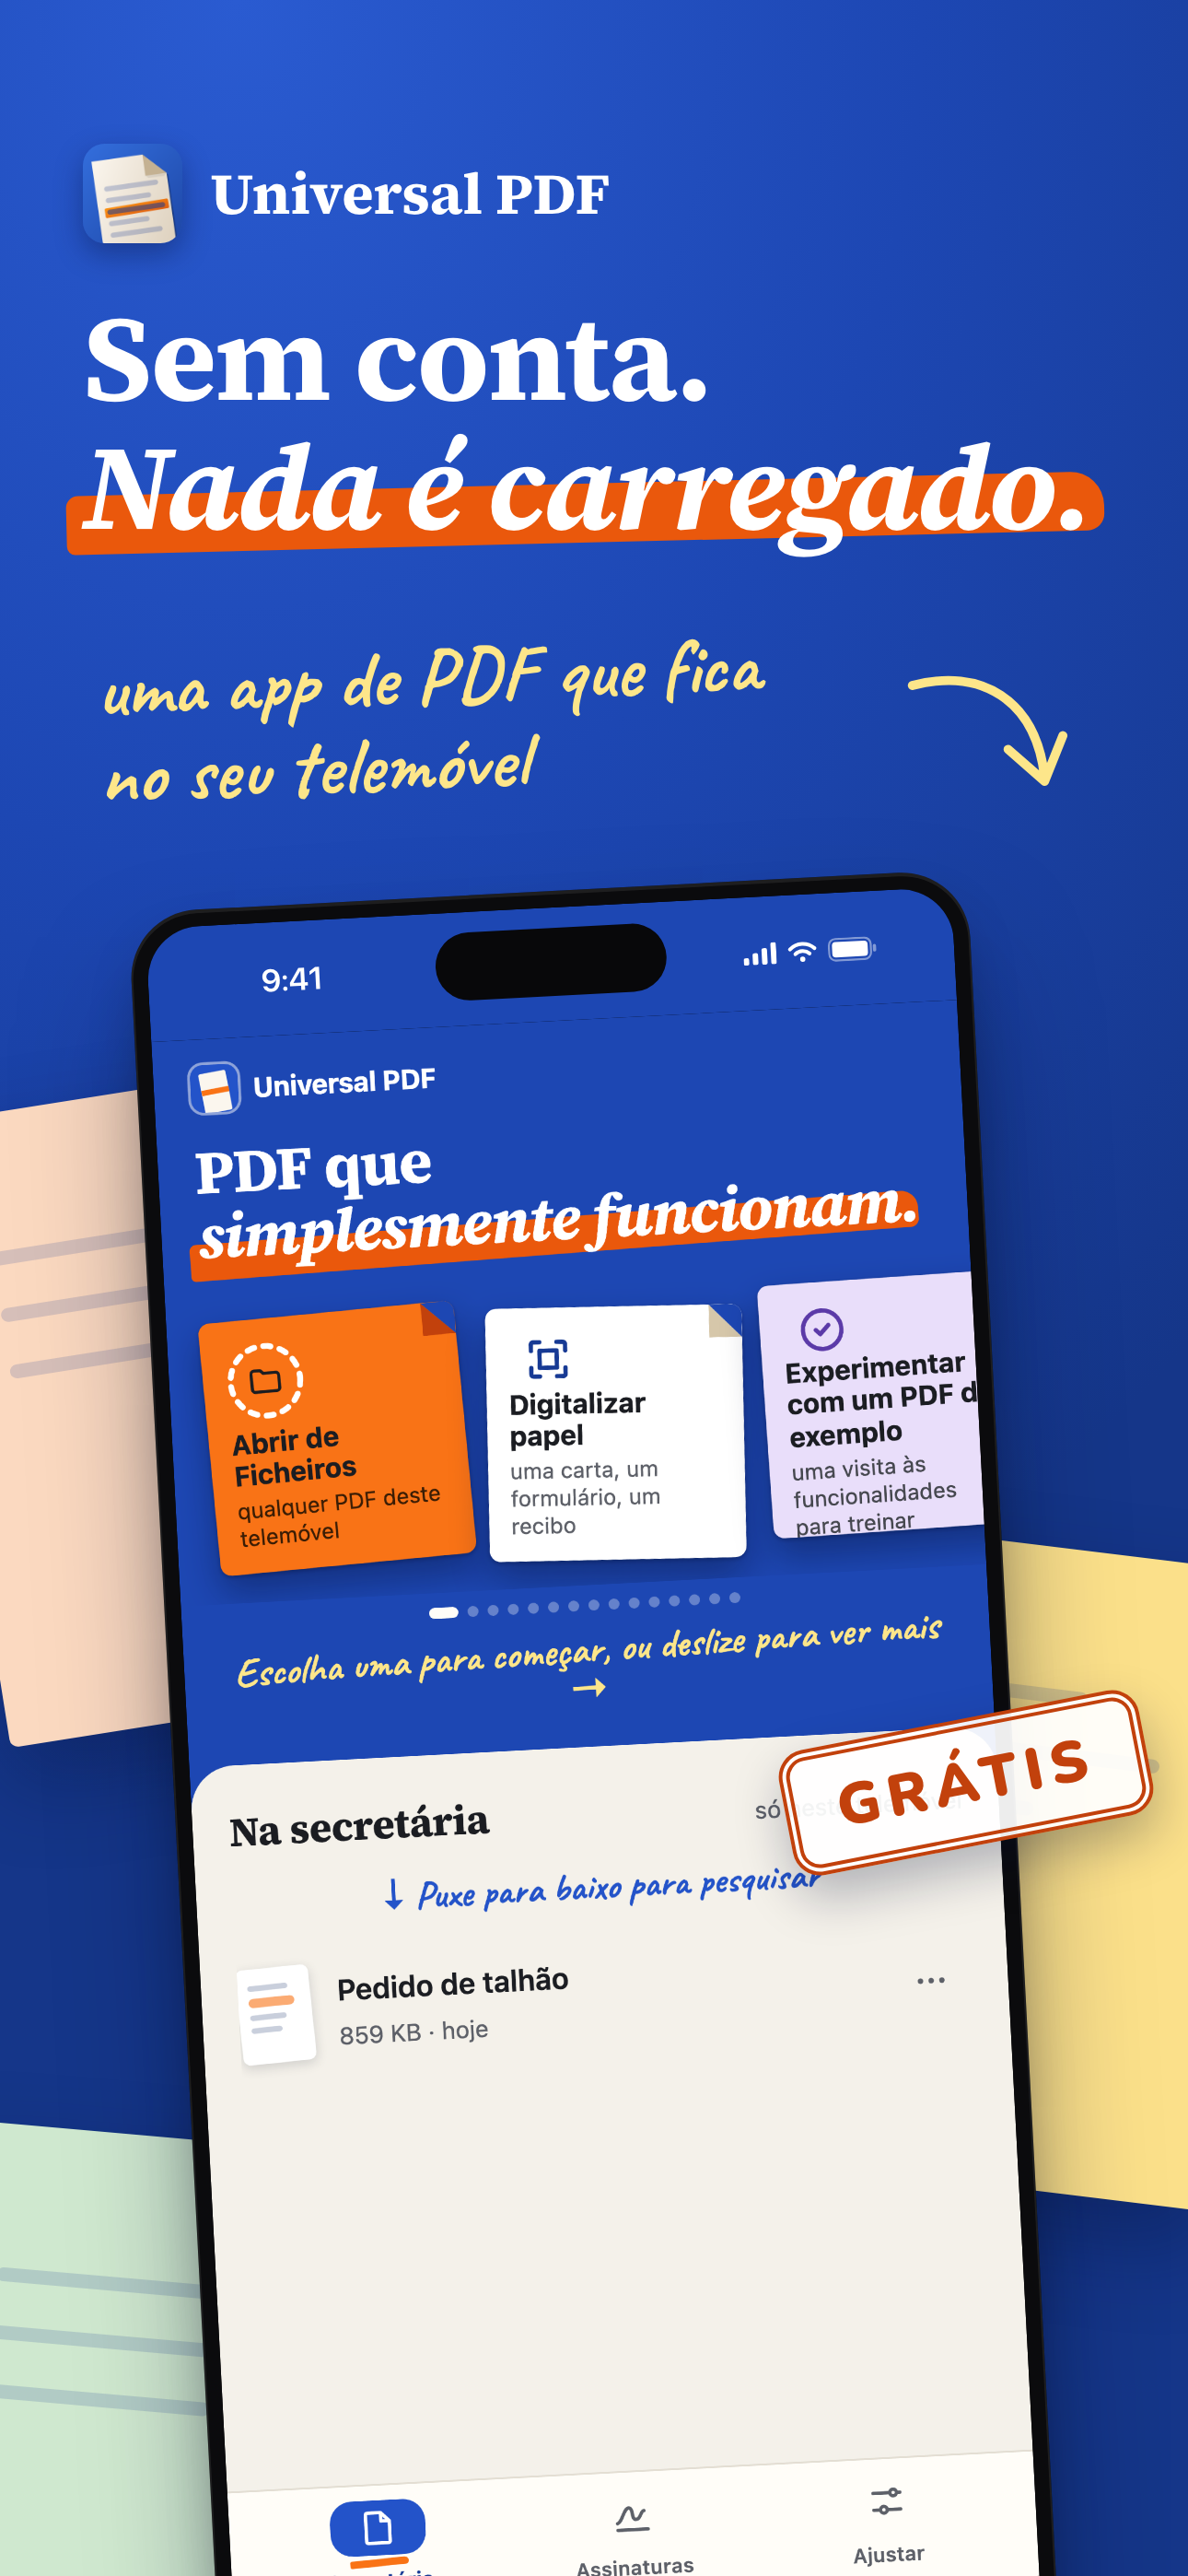 Universal PDF
Sem conta.
Nada é carregado.
uma app de PDF que fica
no seu telemóvel
9:41
Universal PDF
PDF que
simplesmente funcionam.
Abrir de
Ficheiros
qualquer PDF deste
telemóvel
Digitalizar
papel
uma carta, um
formulário, um
recibo
Experimentar
com um PDF d
exemplo
uma visita às
funcionalidades
para treinar
Escolha uma para começar, ou deslize para ver mais
→
Na secretária
só
GRÁTIS
↓ Puxe para baixo para pesquisar
Pedido de talhão
859 KB · hoje
Assinaturas
Ajustar